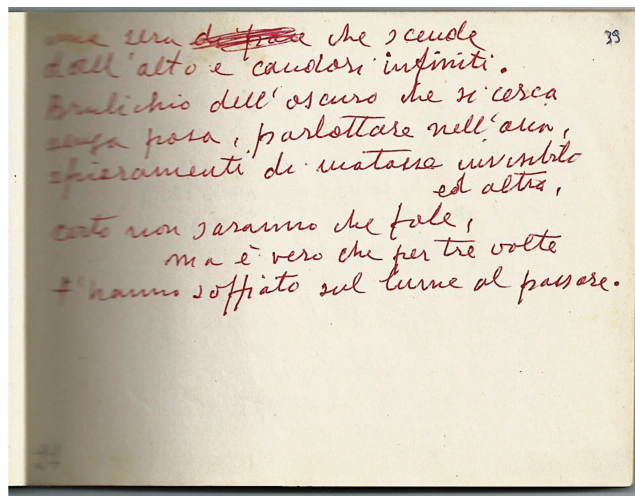 39
una sera che scende
dall'alto e candori infiniti.
Brulichio dell'oscuro che si cerca
senza posa, parlottare nell'aria,
sfioramenti di matasse invisibili
ed altre,
certo non saranno che fole,
ma è vero che per tre volte
t'hanno soffiato sul lume al passare.